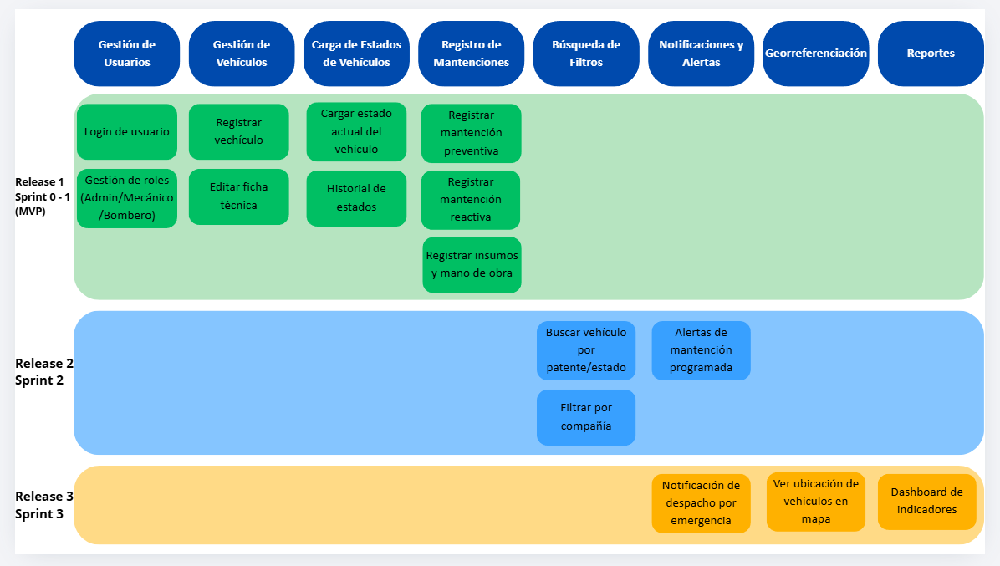 Gestión de
Usuarios
Gestión de
Vehículos
Carga de Estados
de Vehículos
Registro de
Mantenciones
Búsqueda de
Filtros
Notificaciones y
Alertas
Georreferenciación
Reportes
Release 1
Sprint 0 - 1
(MVP)
Login de usuario
Registrar
vechículo
Cargar estado
actual del
vehículo
Registrar
mantención
preventiva
Gestión de roles
(Admin/Mecánico
/Bombero)
Editar ficha
técnica
Historial de
estados
Registrar
mantención
reactiva
Registrar insumos
y mano de obra
Release 2
Sprint 2
Buscar vehículo
por
patente/estado
Alertas de
mantención
programada
Filtrar por
compañía
Release 3
Sprint 3
Notificación de
despacho por
emergencia
Ver ubicación de
vehículos en
mapa
Dashboard de
indicadores